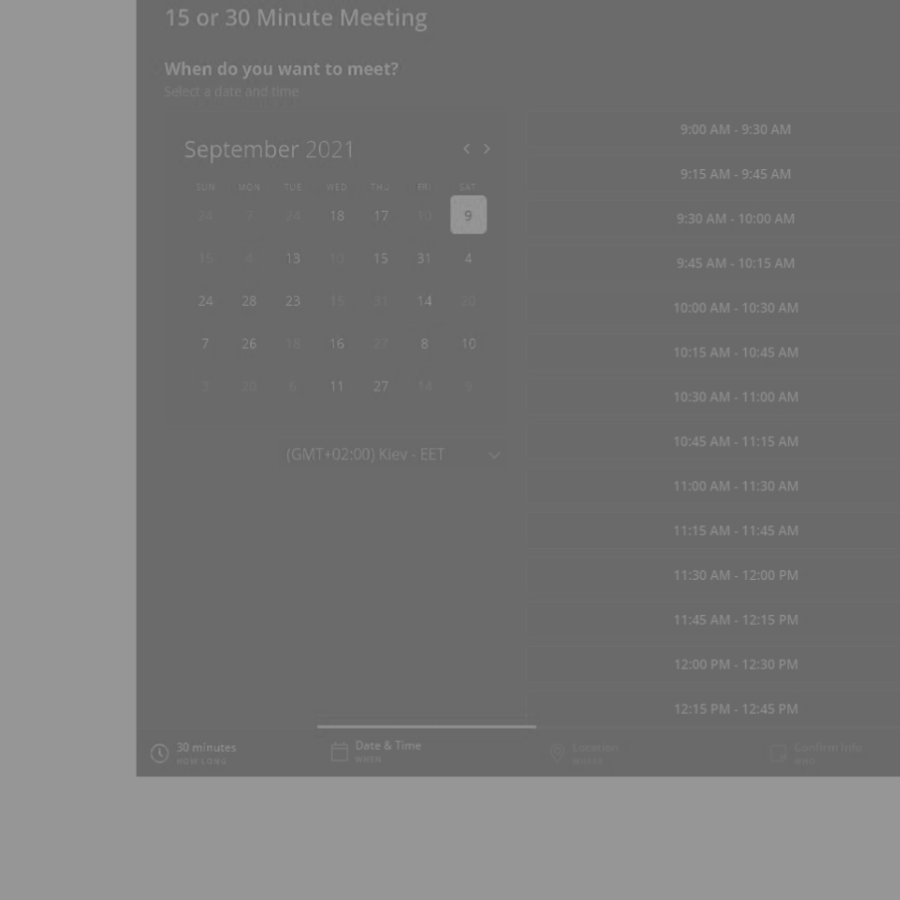 15 or 30 Minute Meeting
When do you want to meet?
Select a date and time
September 2021
SUN MON TUE WED THU FRI SAT
24 18 17 10 9
15 4 13 10 15 31 4
24 28 23 15 31 14 20
7 26 18 16 27 8 10
3 20 6 11 27 14 9
(GMT+02:00) Kiev - EET
9:00 AM - 9:30 AM
9:15 AM - 9:45 AM
9:30 AM - 10:00 AM
9:45 AM - 10:15 AM
10:00 AM - 10:30 AM
10:15 AM - 10:45 AM
10:30 AM - 11:00 AM
10:45 AM - 11:15 AM
11:00 AM - 11:30 AM
11:15 AM - 11:45 AM
11:30 AM - 12:00 PM
11:45 AM - 12:15 PM
12:00 PM - 12:30 PM
12:15 PM - 12:45 PM
30 minutes
HOW LONG
Date & Time
WHEN
Location
WHERE
Confirm Info
WHO